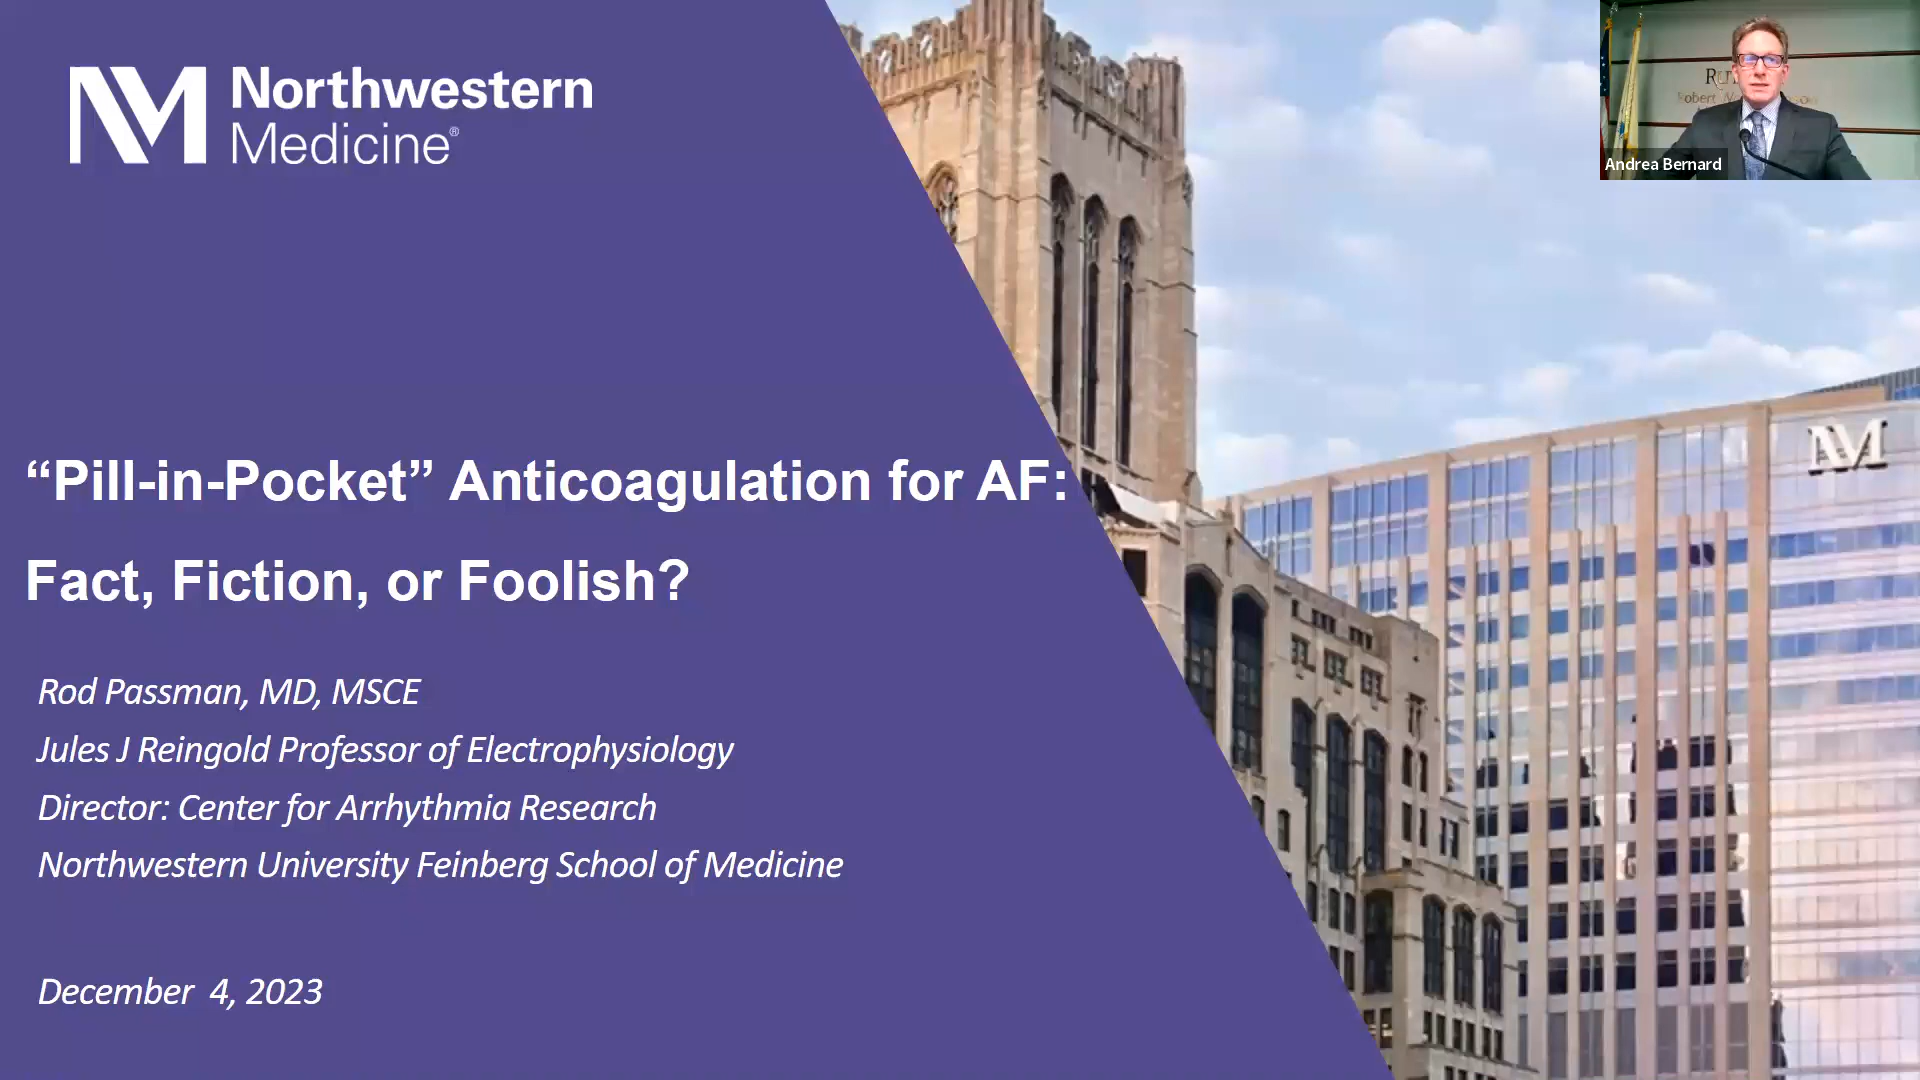 Northwestern
Medicine®
Andrea Bernard
“Pill-in-Pocket” Anticoagulation for AF:
Fact, Fiction, or Foolish?
Rod Passman, MD, MSCE
Jules J Reingold Professor of Electrophysiology
Director: Center for Arrhythmia Research
Northwestern University Feinberg School of Medicine
December 4, 2023